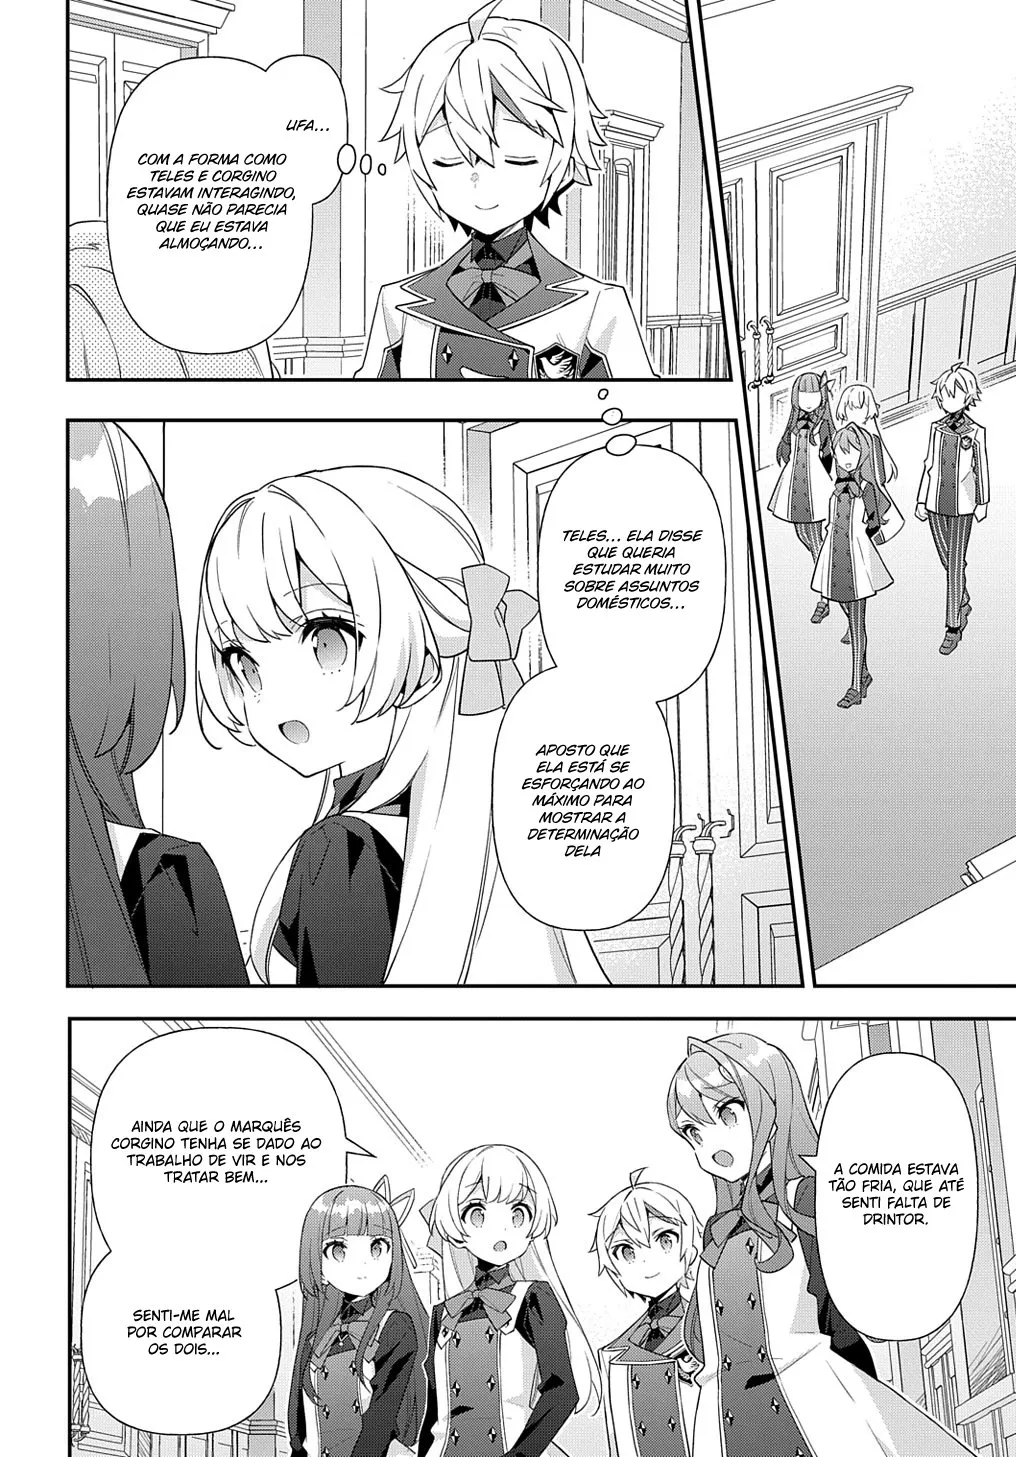 UFA...
COM A FORMA COMO
TELES E CORGINO
ESTAVAM INTERAGINDO,
QUASE NÃO PARECIA
QUE EU ESTAVA
ALMOÇANDO...
TELES... ELA DISSE
QUE QUERIA
ESTUDAR MUITO
SOBRE ASSUNTOS
DOMÉSTICOS...
APOSTO QUE
ELA ESTÁ SE
ESFORÇANDO AO
MÁXIMO PARA
MOSTRAR A
DETERMINAÇÃO
DELA
A COMIDA ESTAVA
TÃO FRIA, QUE ATÉ
SENTI FALTA DE
DRINTOR.
AINDA QUE O MARQUÊS
CORGINO TENHA SE DADO AO
TRABALHO DE VIR E NOS
TRATAR BEM...
SENTI-ME MAL
POR COMPARAR
OS DOIS...